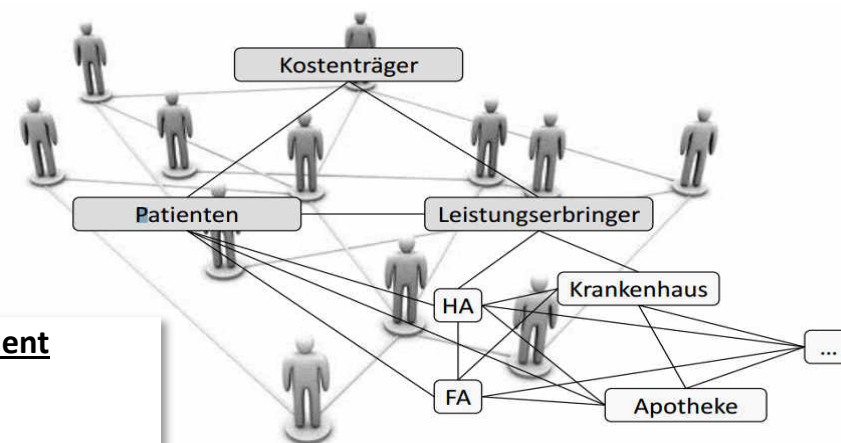 Kostenträger
Patienten
Leistungserbringer
HA
Krankenhaus
ent
...
FA
Apotheke